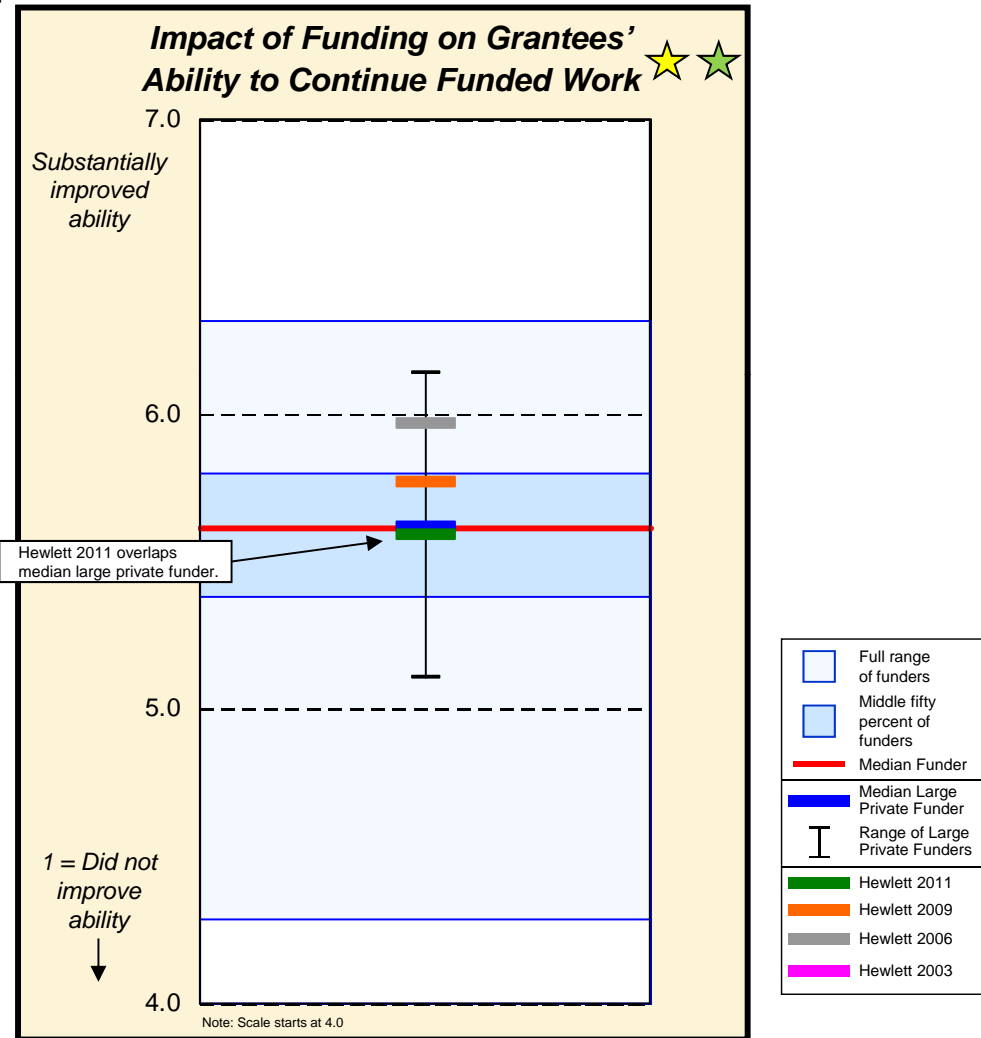 Impact of Funding on Grantees'
Ability to Continue Funded Work
7.0
Substantially
improved
ability
6.0
Hewlett 2011 overlaps
median large private funder.
5.0
1 = Did not
improve
ability
4.0
Note: Scale starts at 4.0
Full range
of funders
Middle fifty
percent of
funders
Median Funder
Median Large
Private Funder
Range of Large
Private Funders
Hewlett 2011
Hewlett 2009
Hewlett 2006
Hewlett 2003